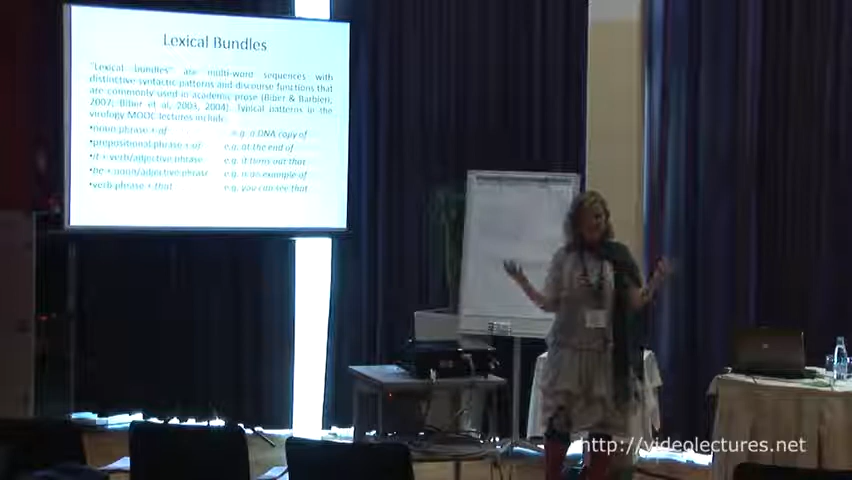 Lexical Bundles
"Lexical bundles" are multi-word sequences with
distinctive syntactic patterns and discourse functions that
are commonly used in academic prose (Biber & Barbieri,
2007; Biber et al, 2003, 2004). Typical patterns in the
virology MOOC lectures include
•noun phrase + of e.g. a DNA copy of
•prepositional phrase + of e.g. at the end of
•it + verb/adjective phrase e.g. it turns out that
•be + noun/adjective phrase e.g. is an example of
•verb phrase + that e.g. you can see that
http://videolectures.net